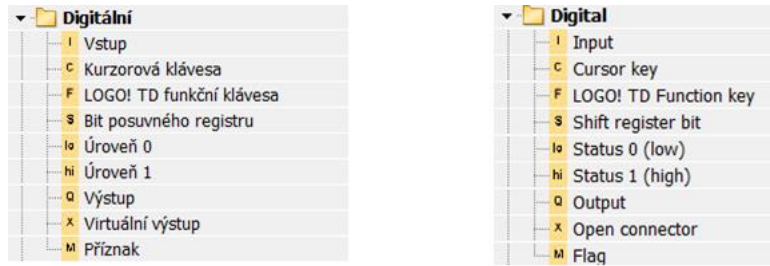 Digitální
I Vstup
C Kurzorová klávesa
F LOGO! TD funkční klávesa
S Bit posuvného registru
lo Úroveň 0
hi Úroveň 1
Q Výstup
X Virtuální výstup
M Příznak
Digital
I Input
C Cursor key
F LOGO! TD Function key
S Shift register bit
lo Status 0 (low)
hi Status 1 (high)
Q Output
X Open connector
M Flag